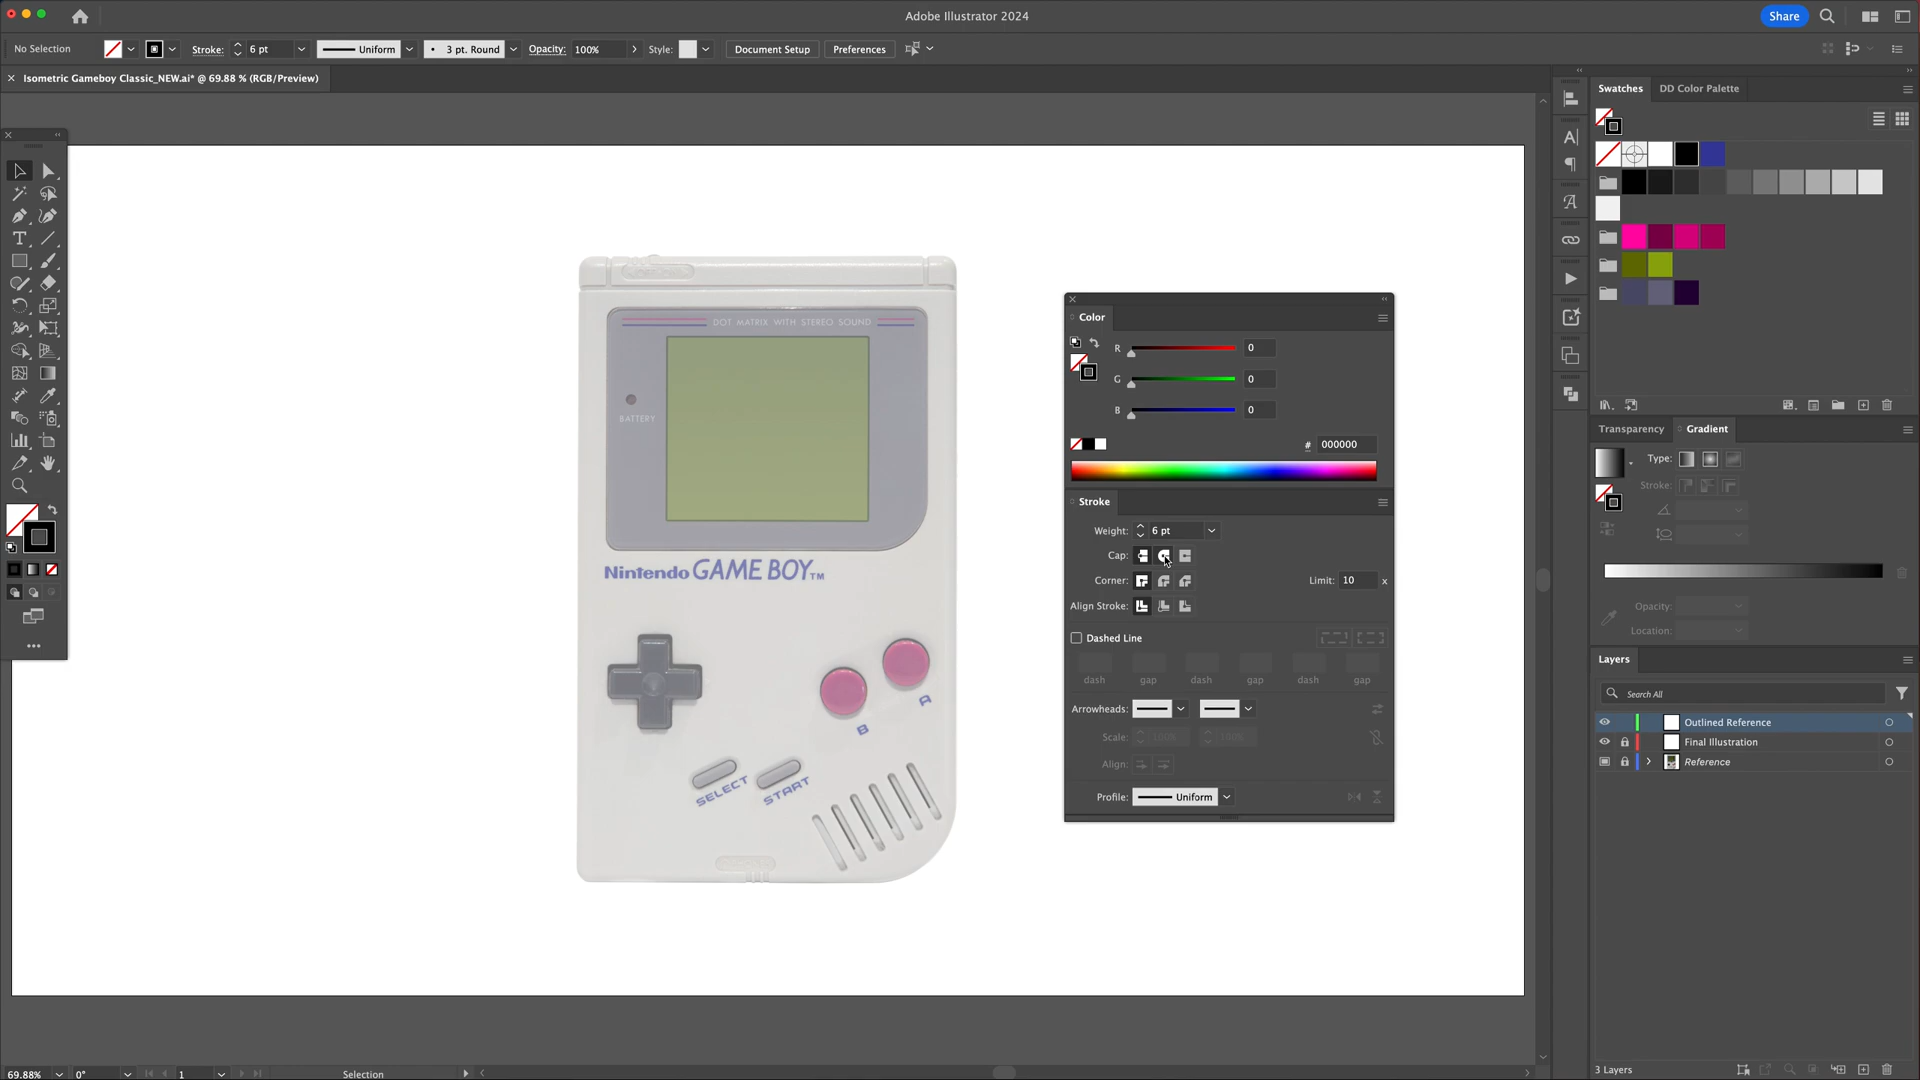 Adobe Illustrator 2024
Share
No Selection
Stroke:
6 pt
Uniform
3 pt. Round
Opacity:
100%
Style:
Document Setup
Preferences
Isometric Gameboy Classic_NEW.ai* @ 69.88 % (RGB/Preview)
DOT MATRIX WITH STEREO SOUND
BATTERY
Nintendo GAME BOY™
A
B
SELECT
START
Color
R
0
G
0
B
0
# 000000
Stroke
Weight:
6 pt
Cap:
Corner:
Limit:
10
x
Align Stroke:
Dashed Line
dash
gap
dash
gap
dash
gap
Arrowheads:
Scale:
100%
100%
Align:
Profile:
Uniform
Swatches
DD Color Palette
Transparency
Gradient
Type:
Stroke:
Opacity:
Location:
Layers
Search All
Outlined Reference
Final Illustration
Reference
3 Layers
69.88%
0°
1
Selection